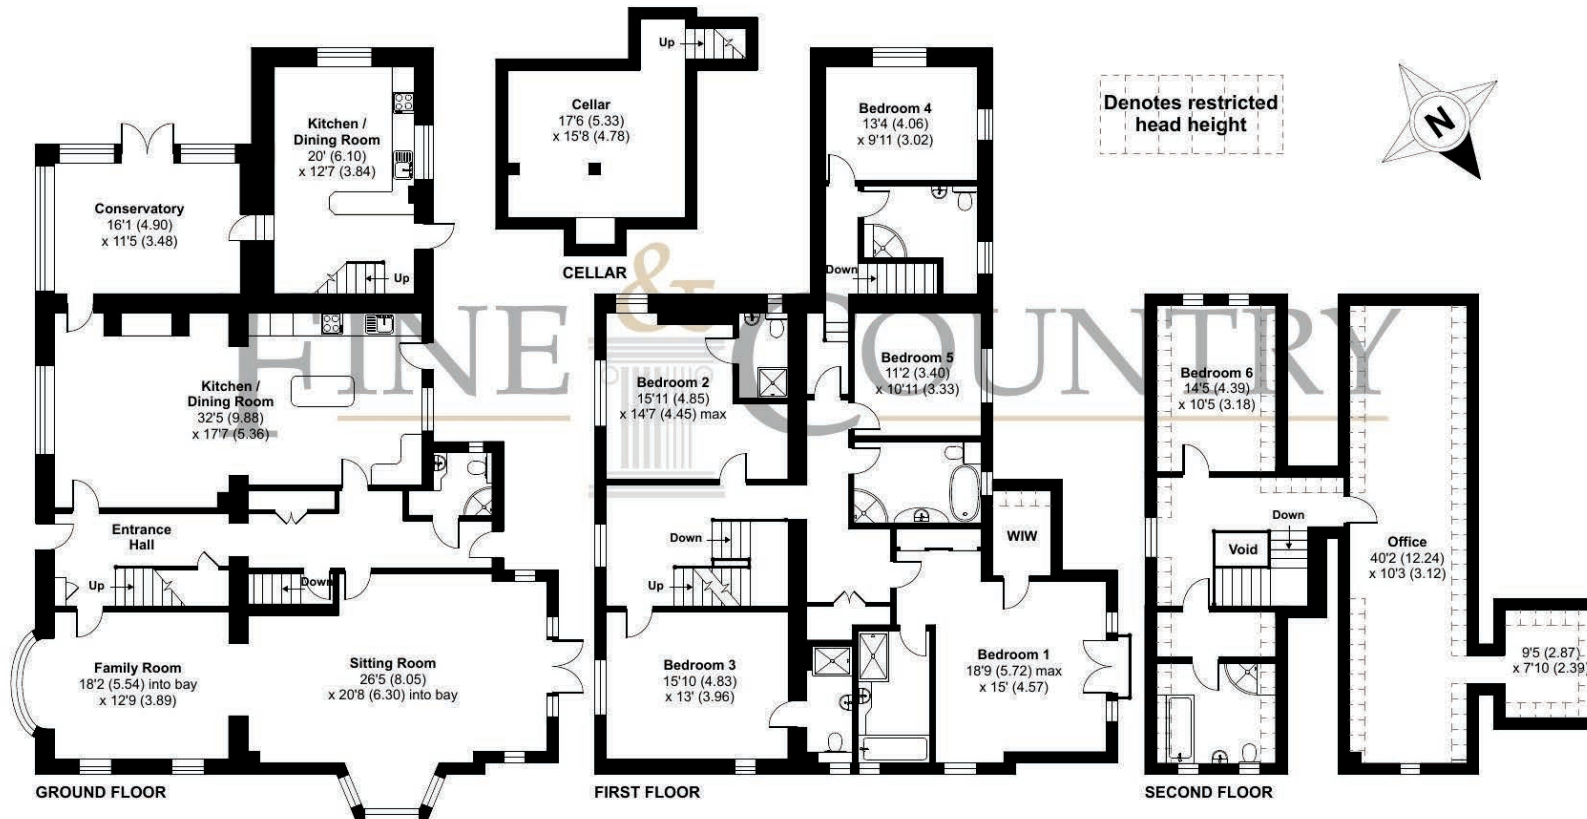 Kitchen /
Dining Room
20' (6.10)
x 12'7 (3.84)
Conservatory
16'1 (4.90)
x 11'5 (3.48)
Up
Kitchen /
Dining Room
32'5 (9.88)
x 17'7 (5.36)
Entrance
Hall
Up
Down
Family Room
18'2 (5.54) into bay
x 12'9 (3.89)
Sitting Room
26'5 (8.05)
x 20'8 (6.30) into bay
GROUND FLOOR
Up
Cellar
17'6 (5.33)
x 15'8 (4.78)
CELLAR
FINE & COUNTRY
Bedroom 4
13'4 (4.06)
x 9'11 (3.02)
Down
Bedroom 5
11'2 (3.40)
x 10'11 (3.33)
Bedroom 2
15'11 (4.85)
x 14'7 (4.45) max
Down
Up
WIW
Bedroom 3
15'10 (4.83)
x 13' (3.96)
Bedroom 1
18'9 (5.72) max
x 15' (4.57)
FIRST FLOOR
Denotes restricted
head height
N
Bedroom 6
14'5 (4.39)
x 10'5 (3.18)
Down
Void
Office
40'2 (12.24)
x 10'3 (3.12)
9'5 (2.87)
x 7'10 (2.39)
SECOND FLOOR